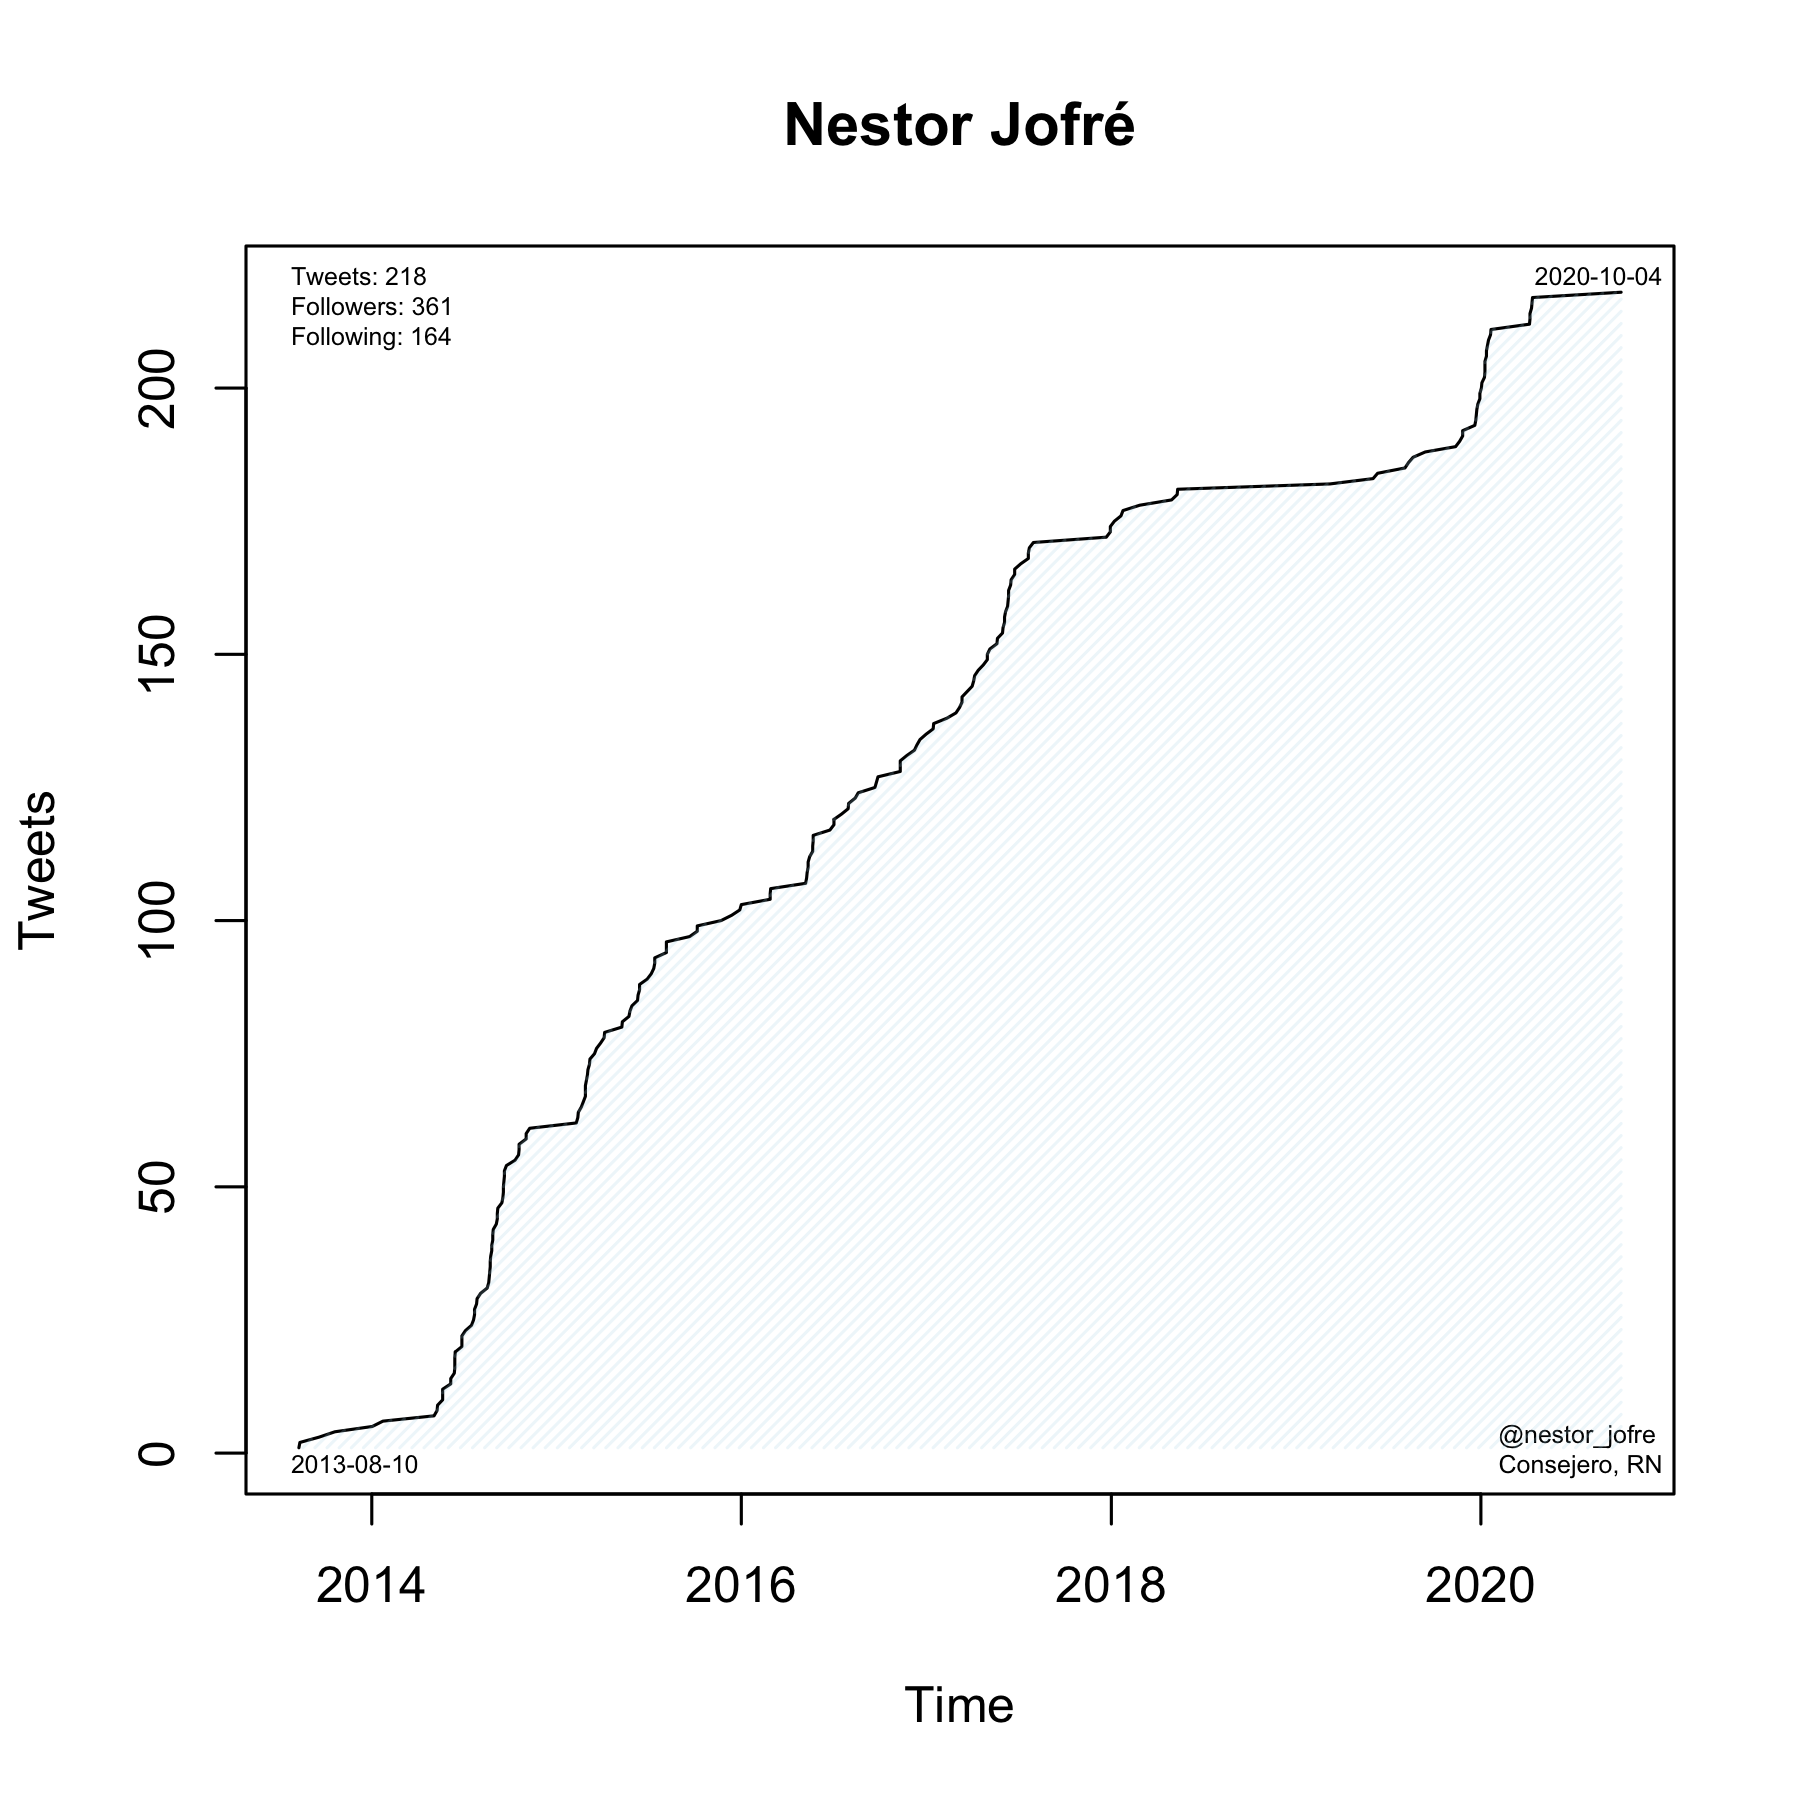 Nestor Jofré
Tweets: 218
Followers: 361
Following: 164
2020-10-04
Tweets
200
150
100
50
0
@nestor_jofre
Consejero, RN
2013-08-10
2014
2016
2018
2020
Time